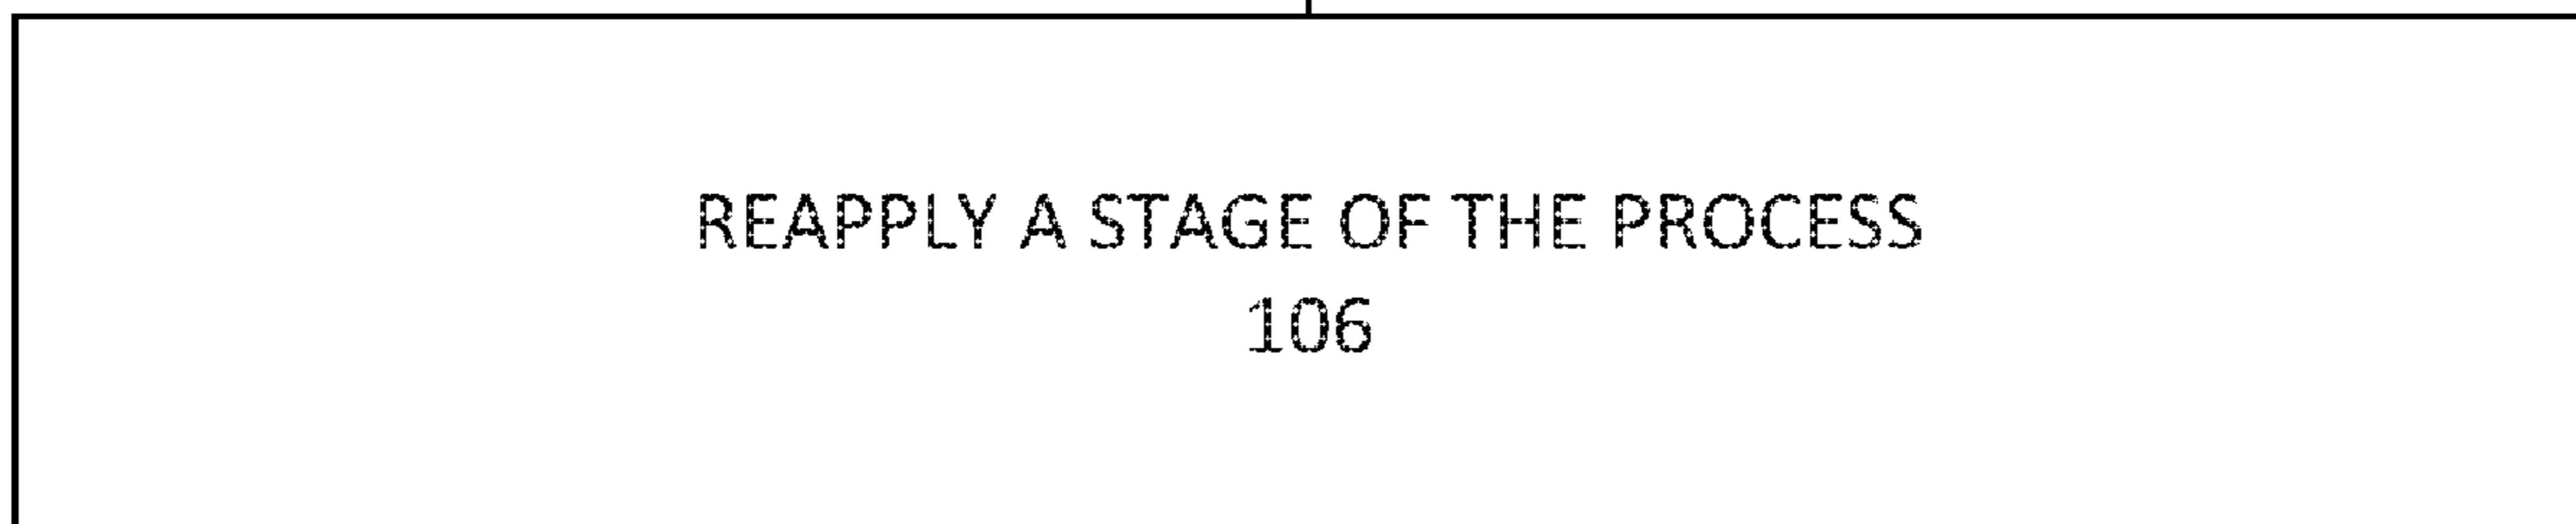 REAPPLY A STAGE OF THE PROCESS
106